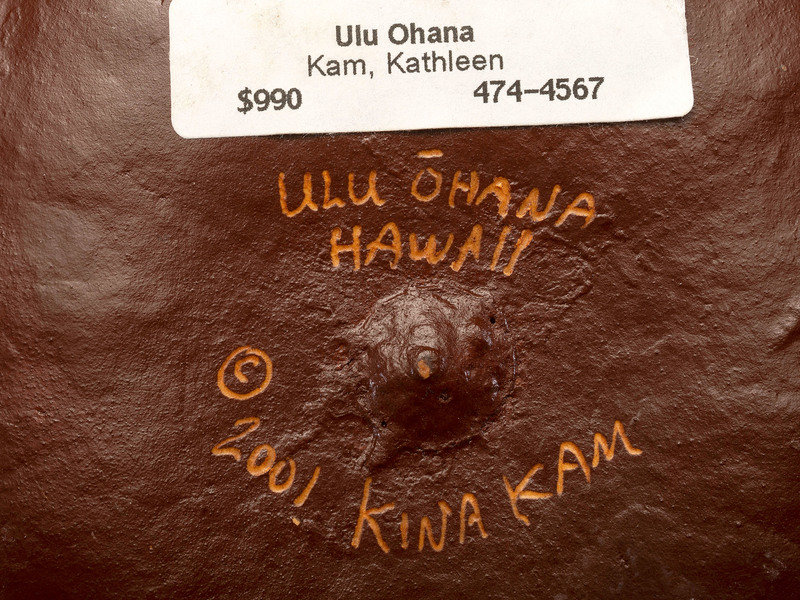 Ulu Ohana
Kam, Kathleen
$990 474-4567
ULU ŌHANA
HAWAII
©
2001 KINA KAM